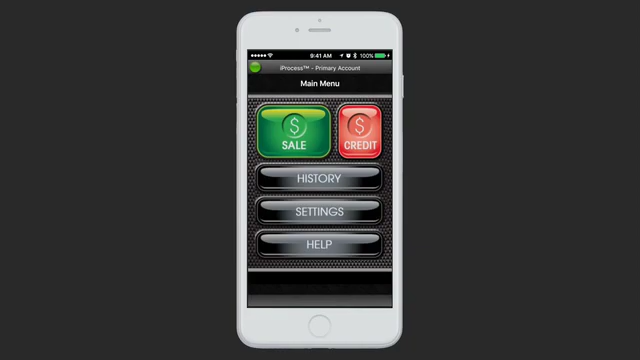 9:41 AM 100%
iProcess™ - Primary Account
Main Menu
$ $
SALE CREDIT
HISTORY
SETTINGS
HELP